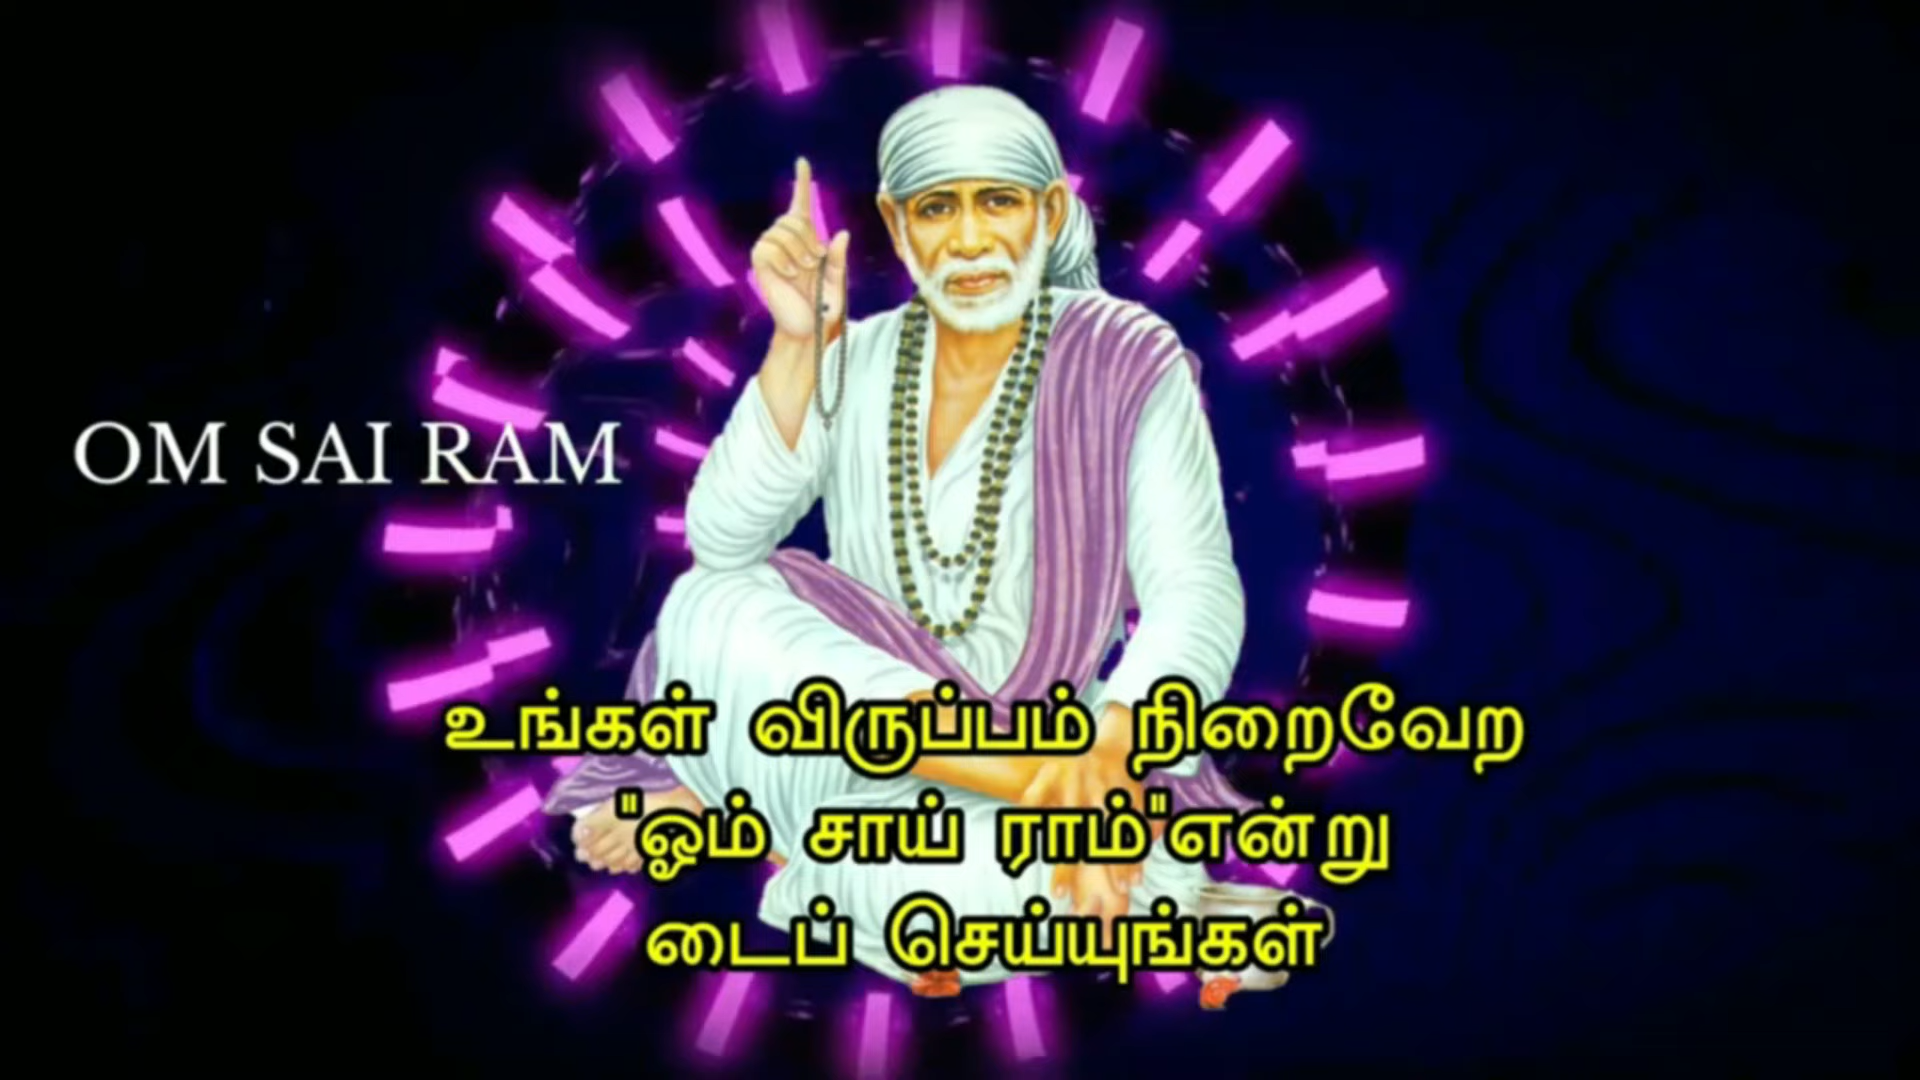 OM SAI RAM
உங்கள் விருப்பம் நிறைவேற
"ஓம் சாய் ராம்"என்று
டைப் செய்யுங்கள்